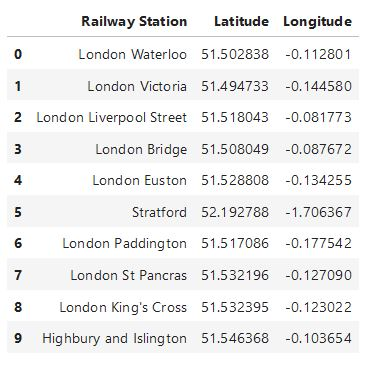 Railway Station Latitude Longitude
0 London Waterloo 51.502838 -0.112801
1 London Victoria 51.494733 -0.144580
2 London Liverpool Street 51.518043 -0.081773
3 London Bridge 51.508049 -0.087672
4 London Euston 51.528808 -0.134255
5 Stratford 52.192788 -1.706367
6 London Paddington 51.517086 -0.177542
7 London St Pancras 51.532196 -0.127090
8 London King's Cross 51.532395 -0.123022
9 Highbury and Islington 51.546368 -0.103654